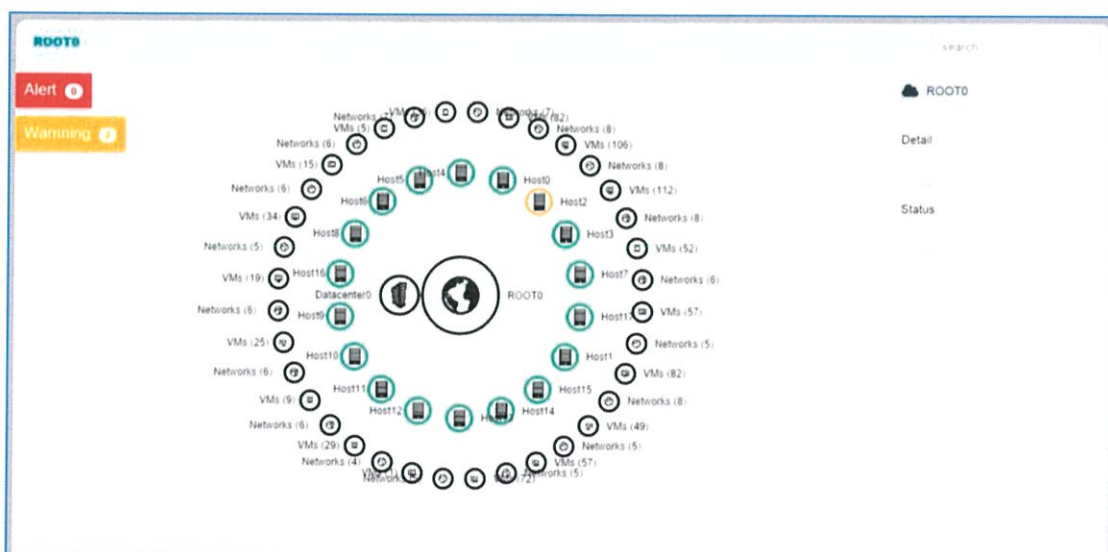 ROOT0
search
Alert 0
Warnning 2
ROOT0
Detail
Status
Networks (7)
Networks (8)
VMs (5)
VMs (106)
Networks (6)
Networks (8)
VMs (15)
VMs (112)
Networks (6)
Networks (8)
VMs (34)
VMs (52)
Networks (5)
Networks (6)
VMs (19)
VMs (57)
Networks (6)
Networks (5)
VMs (25)
VMs (82)
Networks (6)
Networks (8)
VMs (9)
VMs (49)
Networks (6)
Networks (5)
VMs (29)
VMs (57)
Networks (4)
Networks (5)
Host4
Host0
Host5
Host2
Host6
Host3
Host8
Host7
Host16
Datacenter0
ROOT0
Host9
Host10
Host1
Host11
Host15
Host12
Host14